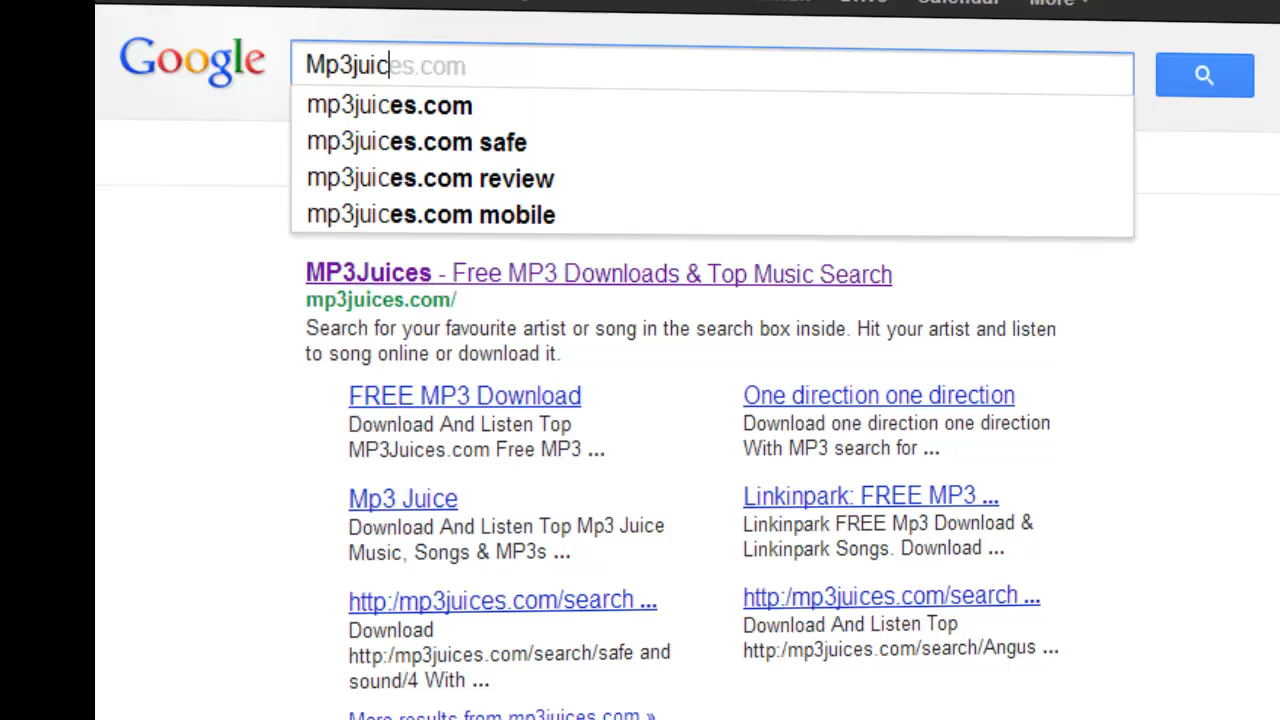 Drive Calendar More
Google
Mp3juices.com
mp3juices.com
mp3juices.com safe
mp3juices.com review
mp3juices.com mobile
MP3Juices - Free MP3 Downloads & Top Music Search
mp3juices.com/
Search for your favourite artist or song in the search box inside. Hit your artist and listen
to song online or download it.
FREE MP3 Download
Download And Listen Top
MP3Juices.com Free MP3 ...
One direction one direction
Download one direction one direction
With MP3 search for ...
Mp3 Juice
Download And Listen Top Mp3 Juice
Music, Songs & MP3s ...
Linkinpark: FREE MP3 ...
Linkinpark FREE Mp3 Download &
Linkinpark Songs. Download ...
http:/mp3juices.com/search ...
Download
http:/mp3juices.com/search/safe and
sound/4 With ...
http:/mp3juices.com/search ...
Download And Listen Top
http:/mp3juices.com/search/Angus ...
More results from mp3juices.com »